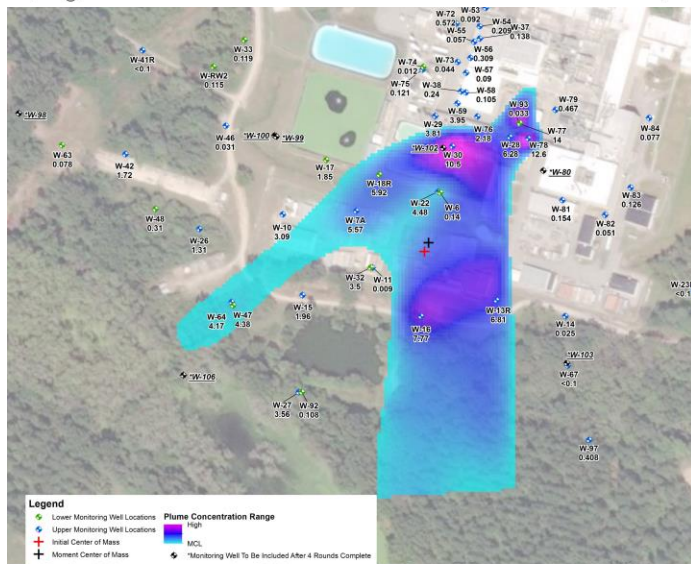 W-72
0.572
W-53
0.092
W-54
0.209
W-37
0.138
W-55
0.057
W-56
0.309
W-33
0.119
W-41R
<0.1
W-RW2
0.115
W-74
0.012
W-73
0.044
W-57
0.09
W-75
0.121
W-38
0.24
W-58
0.105
*W-98
W-46
0.031
*W-100
*W-99
W-29
3.81
W-59
3.95
W-76
2.18
W-93
0.033
W-79
0.467
W-77
14
W-84
0.077
W-63
0.078
W-42
1.72
W-17
1.85
*W-102
W-30
10.5
W-28
6.28
W-78
12.6
*W-80
W-18R
5.92
W-22
4.48
W-6
0.14
W-83
0.126
W-48
0.31
W-26
1.31
W-10
3.09
W-7A
5.57
W-81
0.154
W-82
0.051
W-32
3.5
W-11
0.009
W-23
<0.1
W-64
4.17
W-47
4.38
W-15
1.96
W-16
7.77
W-13R
6.81
W-14
0.025
*W-103
W-67
<0.1
*W-106
W-27
3.56
W-92
0.108
W-97
0.408
Legend
Lower Monitoring Well Locations
Upper Monitoring Well Locations
Initial Center of Mass
Moment Center of Mass
Plume Concentration Range
High
MCL
*Monitoring Well To Be Included After 4 Rounds Complete